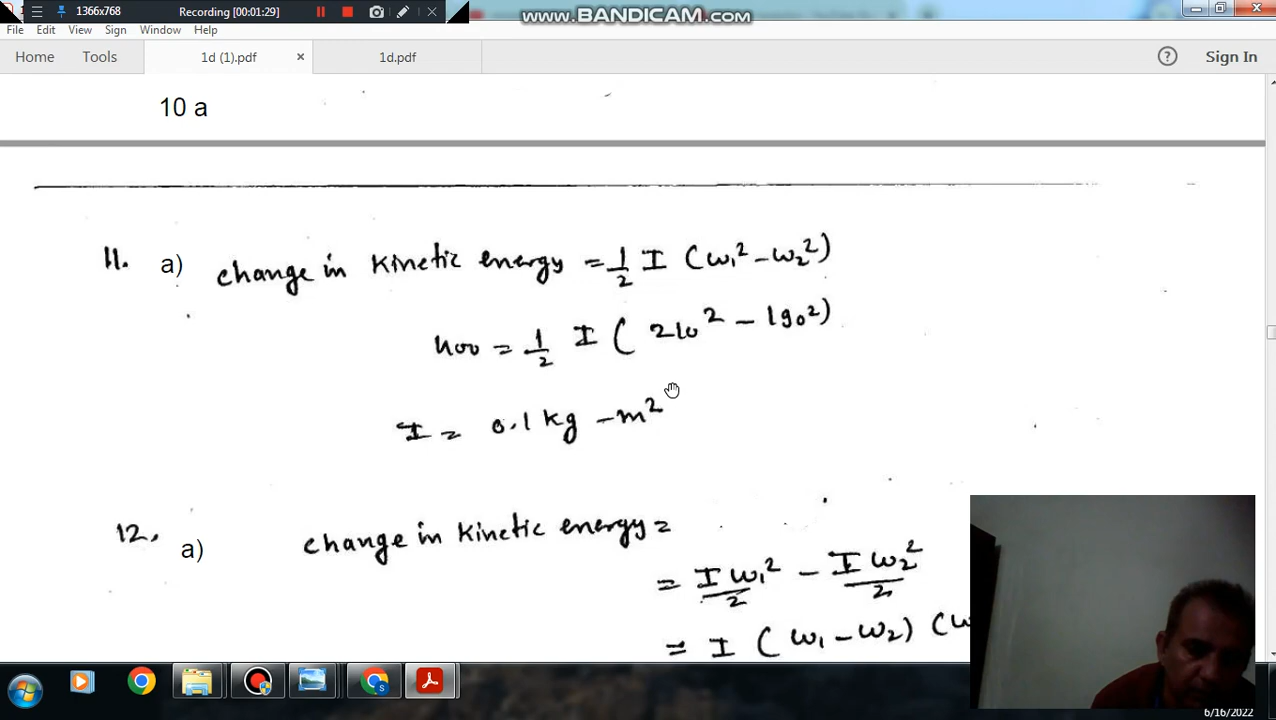 1366x768
Recording [00:01:29]
www.BANDICAM.com
File Edit View Sign Window Help
Home Tools 1d (1).pdf × 1d.pdf ? Sign In
10 a
11. a) change in kinetic energy = 1/2 I (ω₁² - ω₂²)
400 = 1/2 I (210² - 190²)
I = 0.1 kg - m²
12. a) change in kinetic energy =
= Iω₁²/2 - Iω₂²/2
= I (ω₁ - ω₂) (ω
6/16/2022